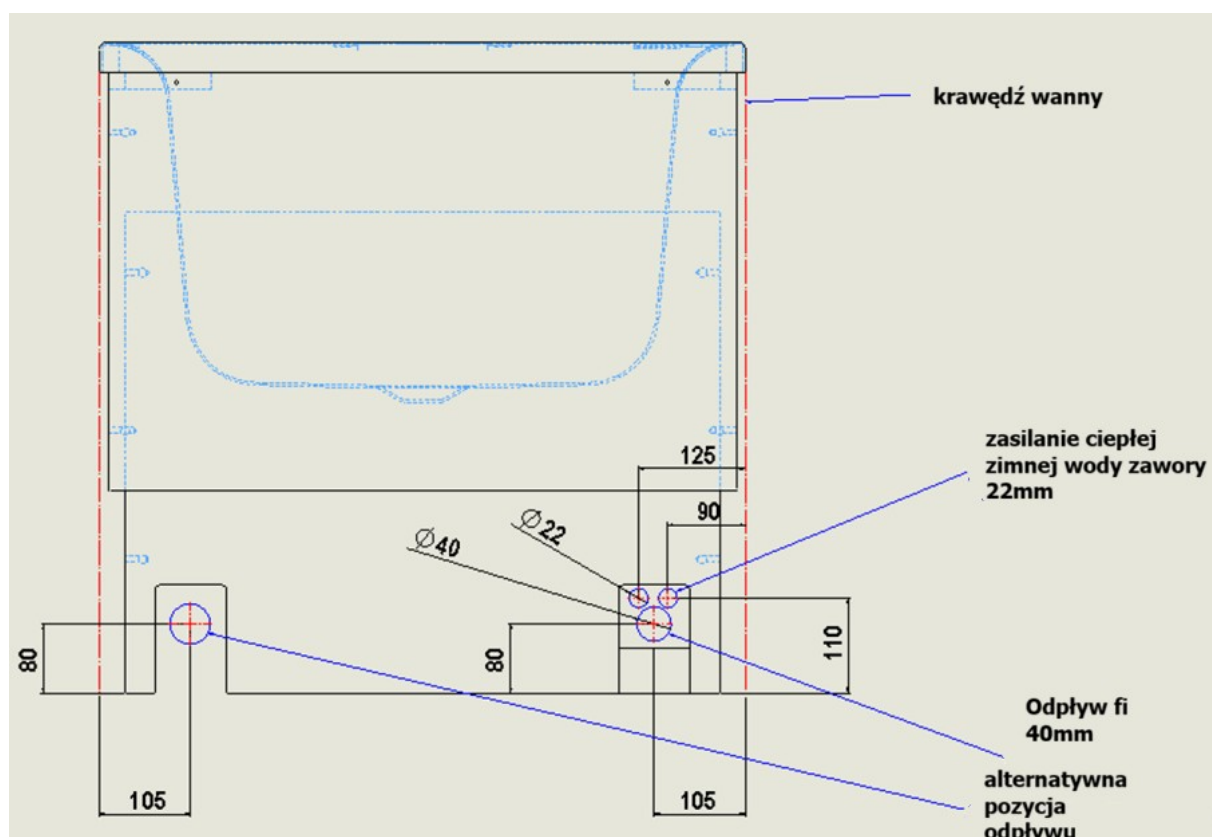 krawędź wanny
zasilanie ciepłej
zimnej wody zawory
22mm
125
90
Ø22
Ø40
80
80
110
Odpływ fi
40mm
alternatywna
pozycja
odpływu
105
105